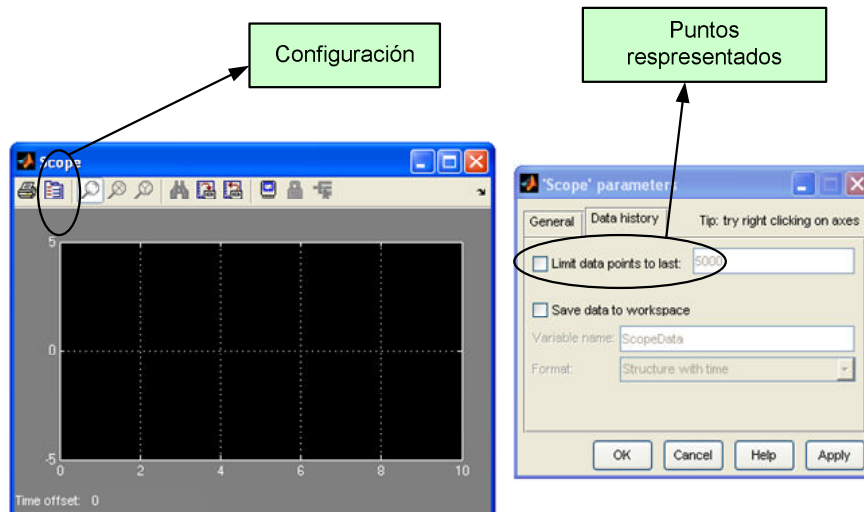 Configuración
Puntos
respresentados
Scope
5
0
-5
0
2
4
6
8
10
Time offset: 0
'Scope' parameters
General
Data history
Tip: try right clicking on axes
Limit data points to last:
5000
Save data to workspace
Variable name:
ScopeData
Format:
Structure with time
OK
Cancel
Help
Apply